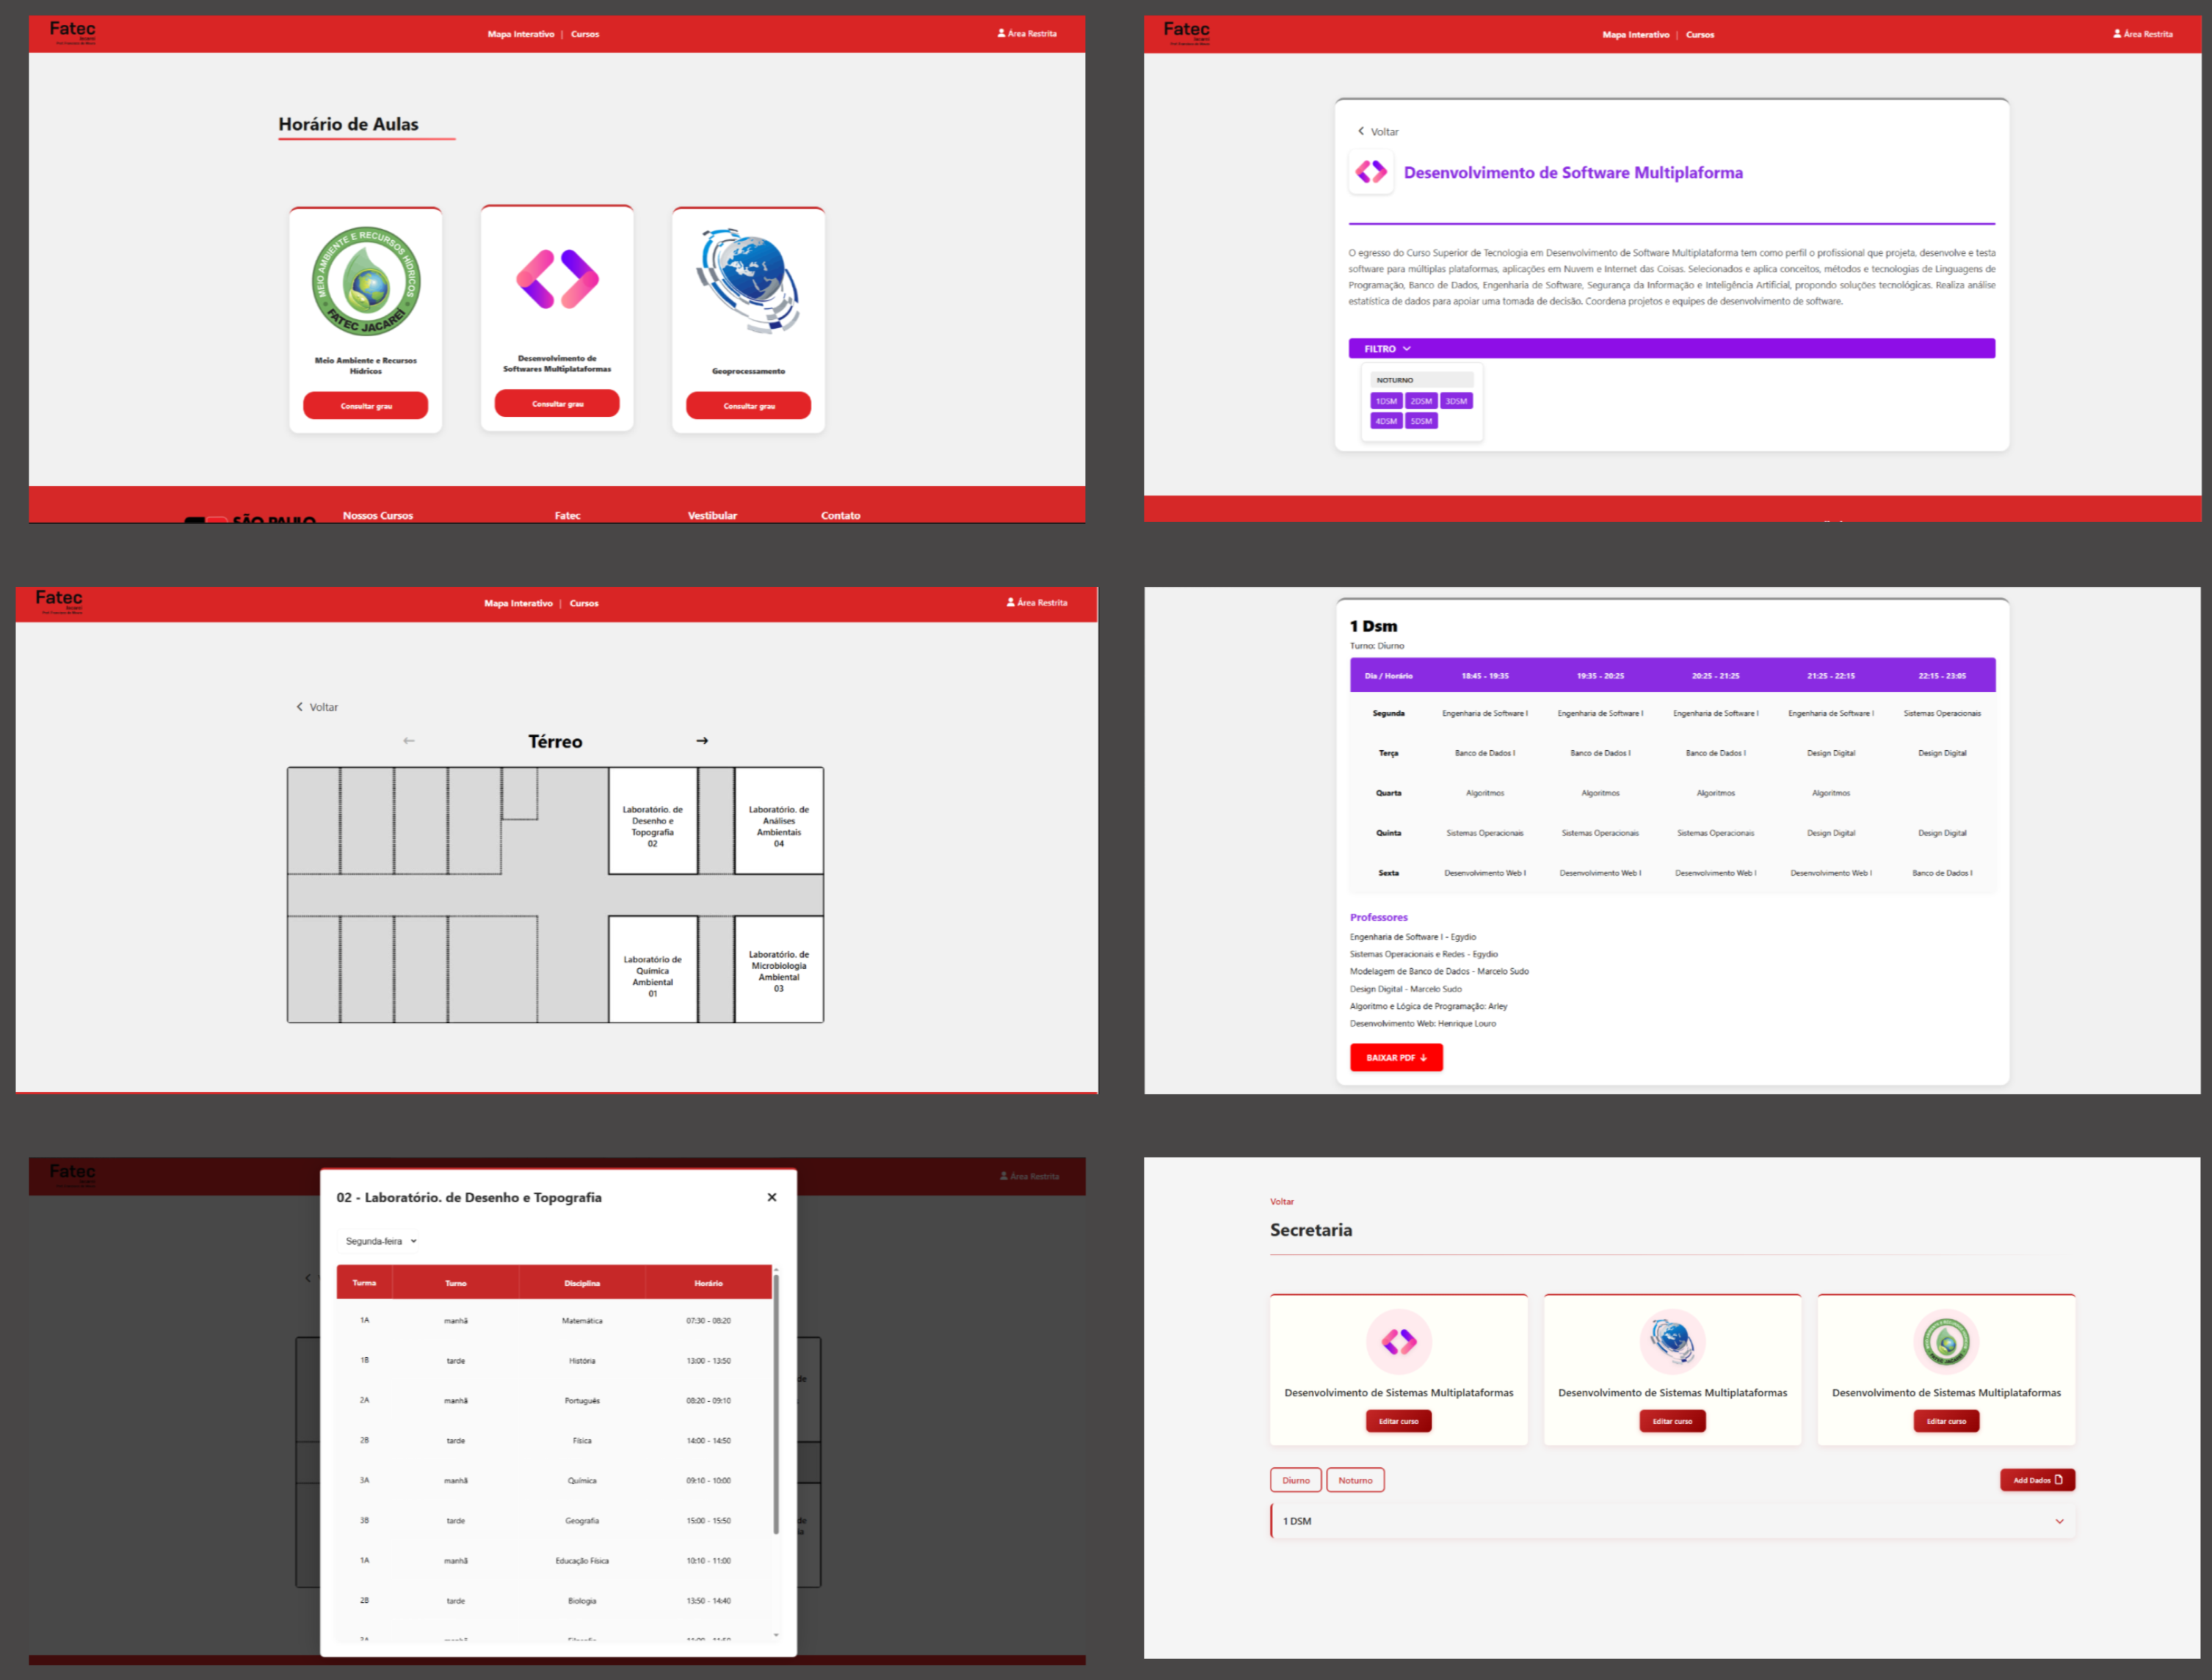 Fatec
Jacareí
Mapa Interativo | Cursos
Área Restrita
Horário de Aulas
MEIO AMBIENTE E RECURSOS HÍDRICOS
FATEC JACAREÍ
Meio Ambiente e Recursos
Hídricos
Consultar grau
Desenvolvimento de
Softwares Multiplataformas
Consultar grau
Geoprocessamento
Consultar grau
SÃO PAULO
Nossos Cursos
Fatec
Vestibular
Contato
Fatec
Jacareí
Mapa Interativo | Cursos
Área Restrita
Voltar
Desenvolvimento de Software Multiplaforma
O egresso do Curso Superior de Tecnologia em Desenvolvimento de Software Multiplaforma tem como perfil o profissional que projeta, desenvolve e testa
software para múltiplas plataformas, aplicações em Nuvem e Internet das Coisas. Selecionados e aplica conceitos, métodos e tecnologias de Linguagens de
Programação, Banco de Dados, Engenharia de Software, Segurança da Informação e Inteligência Artificial, propondo soluções tecnológicas. Realiza análise
estatística de dados para apoiar uma tomada de decisão. Coordena projetos e equipes de desenvolvimento de software.
FILTRO
NOTURNO
1DSM 2DSM 3DSM
4DSM 5DSM
Fatec
Jacareí
Mapa Interativo | Cursos
Área Restrita
Voltar
← Térreo →
Laboratório. de
Desenho e
Topografia
02
Laboratório. de
Análises
Ambientais
04
Laboratório de
Química
Ambiental
01
Laboratório. de
Microbiologia
Ambiental
03
1 Dsm
Turno: Diurno
Dia / Horário 18:45 - 19:35 19:35 - 20:25 20:25 - 21:25 21:25 - 22:15 22:15 - 23:05
Segunda Engenharia de Software I Engenharia de Software I Engenharia de Software I Engenharia de Software I Sistemas Operacionais
Terça Banco de Dados I Banco de Dados I Banco de Dados I Design Digital Design Digital
Quarta Algoritmos Algoritmos Algoritmos Algoritmos
Quinta Sistemas Operacionais Sistemas Operacionais Sistemas Operacionais Design Digital Design Digital
Sexta Desenvolvimento Web I Desenvolvimento Web I Desenvolvimento Web I Desenvolvimento Web I Banco de Dados I
Professores
Engenharia de Software I - Egydio
Sistemas Operacionais e Redes - Egydio
Modelagem de Banco de Dados - Marcelo Sudo
Design Digital - Marcelo Sudo
Algoritmo e Lógica de Programação: Arley
Desenvolvimento Web: Henrique Louro
BAIXAR PDF ↓
Fatec
Área Restrita
02 - Laboratório. de Desenho e Topografia
Segunda-feira
Turma Turno Disciplina Horário
1A manhã Matemática 07:30 - 08:20
1B tarde História 13:00 - 13:50
2A manhã Português 08:20 - 09:10
2B tarde Física 14:00 - 14:50
3A manhã Química 09:10 - 10:00
3B tarde Geografia 15:00 - 15:50
1A manhã Educação Física 10:10 - 11:00
2B tarde Biologia 13:50 - 14:40
de
de
Voltar
Secretaria
Desenvolvimento de Sistemas Multiplataformas
Editar curso
Desenvolvimento de Sistemas Multiplataformas
Editar curso
Desenvolvimento de Sistemas Multiplataformas
Editar curso
Diurno Noturno
Add Dados
1 DSM